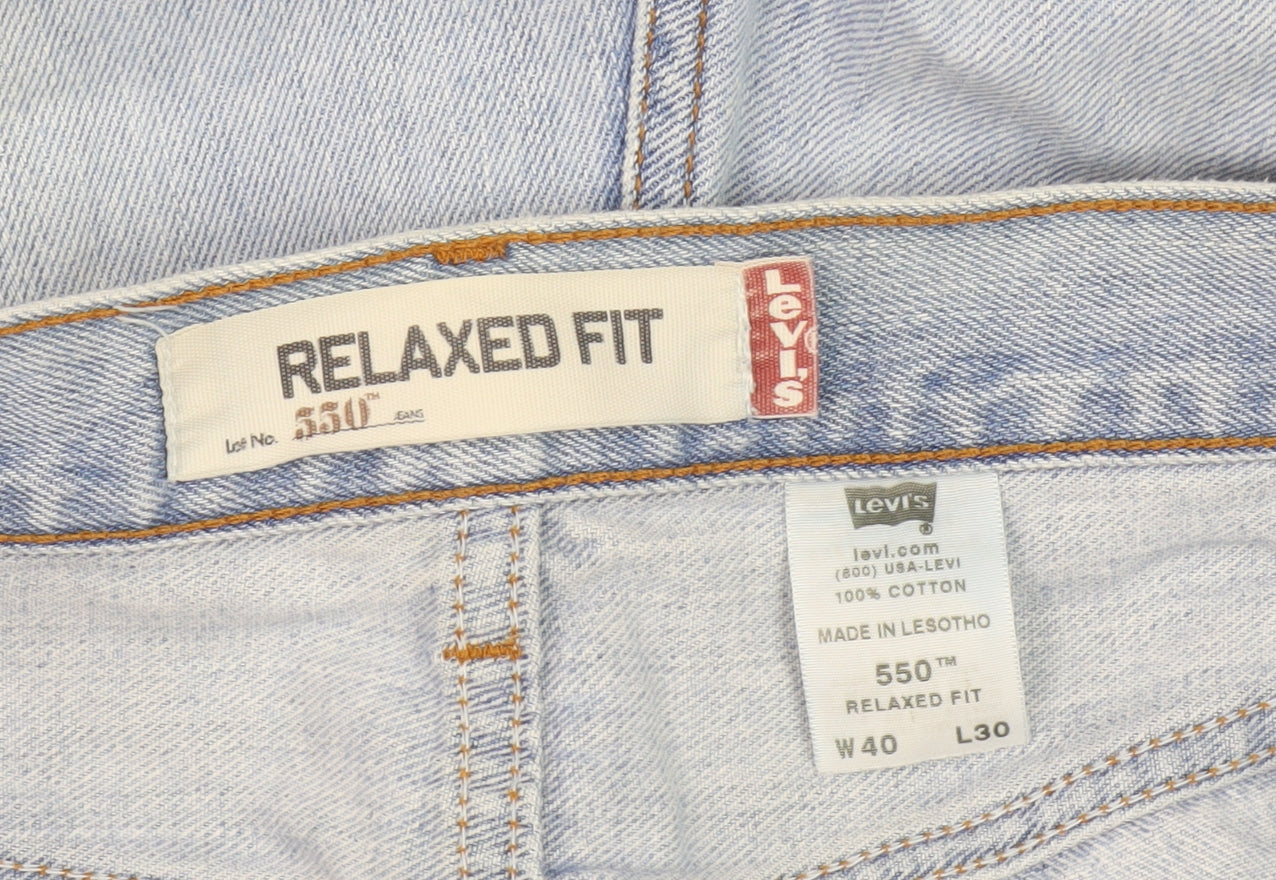 RELAXED FIT
Lot No. 550™ JEANS
Levi's
Levi's
®
levi.com
(800) USA-LEVI
100% COTTON
MADE IN LESOTHO
550™
RELAXED FIT
W 40 L30